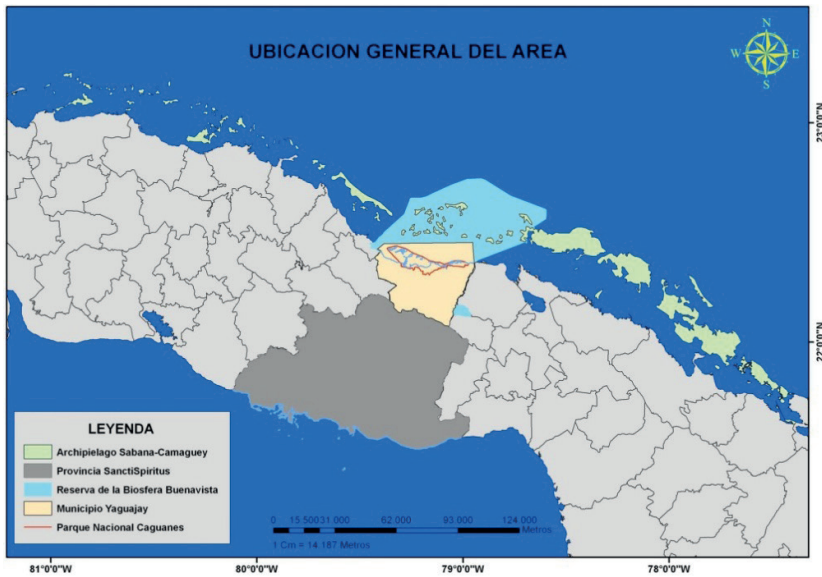 UBICACION GENERAL DEL AREA
N
W E
S
23°0'0"N
22°0'0"N
LEYENDA
Archipielago Sabana-Camaguey
Provincia SanctiSpiritus
Reserva de la Biosfera Buenavista
Municipio Yaguajay
Parque Nacional Caguanes
0 15 50031 000 62 000 93 000 124 000
Metros
1 Cm = 14.187 Metros
81°0'0"W 80°0'0"W 79°0'0"W 78°0'0"W